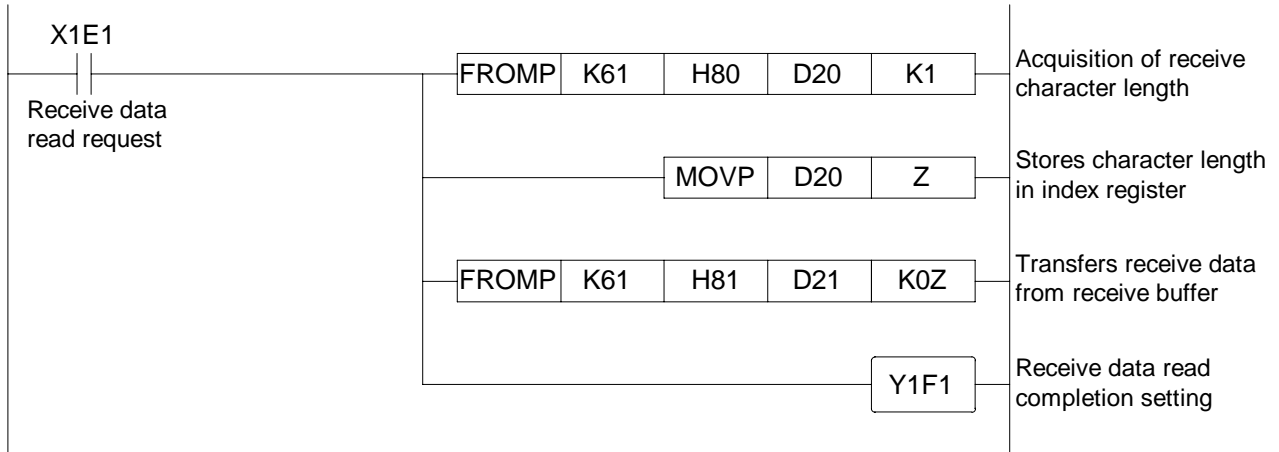 X1E1
Receive data
read request
FROMP K61 H80 D20 K1
Acquisition of receive
character length
MOVP D20 Z
Stores character length
in index register
FROMP K61 H81 D21 K0Z
Transfers receive data
from receive buffer
Y1F1
Receive data read
completion setting